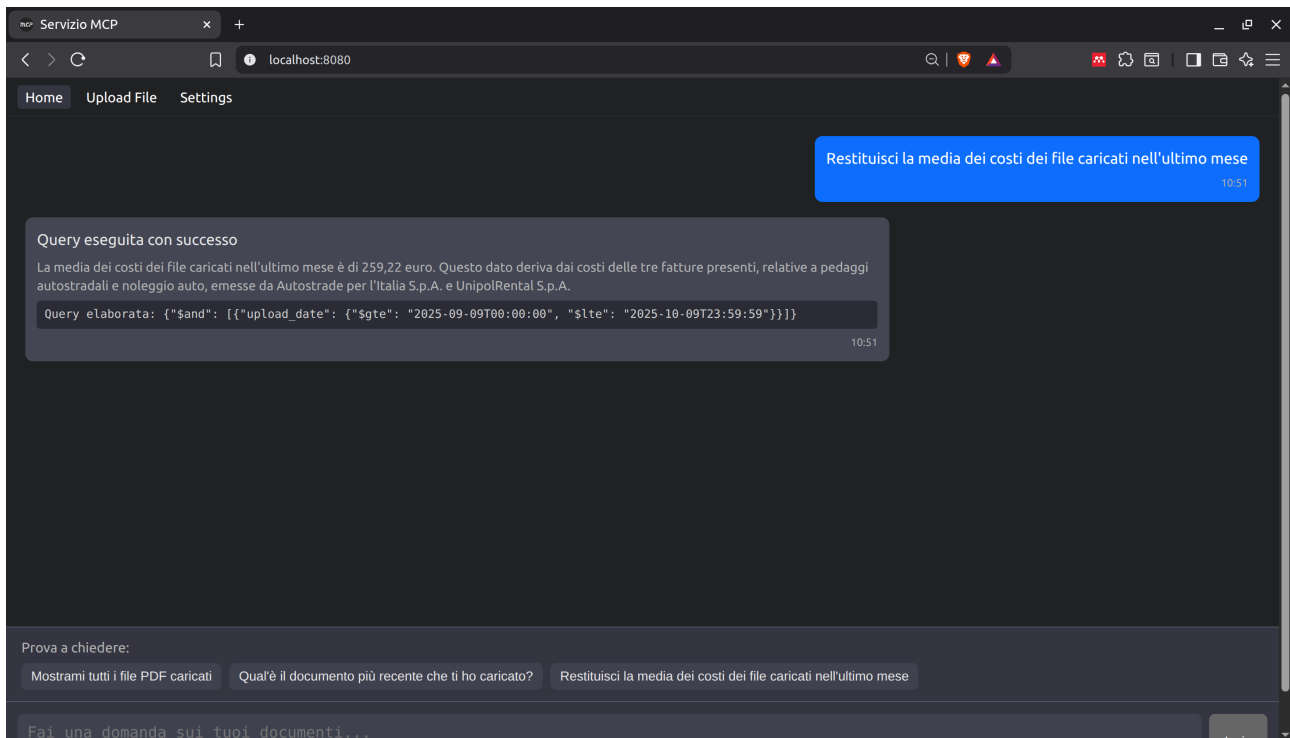 mcp Servizio MCP
localhost:8080
Home Upload File Settings
Restituisci la media dei costi dei file caricati nell'ultimo mese
10:51
Query eseguita con successo
La media dei costi dei file caricati nell'ultimo mese è di 259,22 euro. Questo dato deriva dai costi delle tre fatture presenti, relative a pedaggi
autostradali e noleggio auto, emesse da Autostrade per l'Italia S.p.A. e UnipolRental S.p.A.
Query elaborata: {"$and": [{"upload_date": {"$gte": "2025-09-09T00:00:00", "$lte": "2025-10-09T23:59:59"}}]}
10:51
Prova a chiedere:
Mostrami tutti i file PDF caricati Qual'è il documento più recente che ti ho caricato? Restituisci la media dei costi dei file caricati nell'ultimo mese
Fai una domanda sui tuoi documenti...